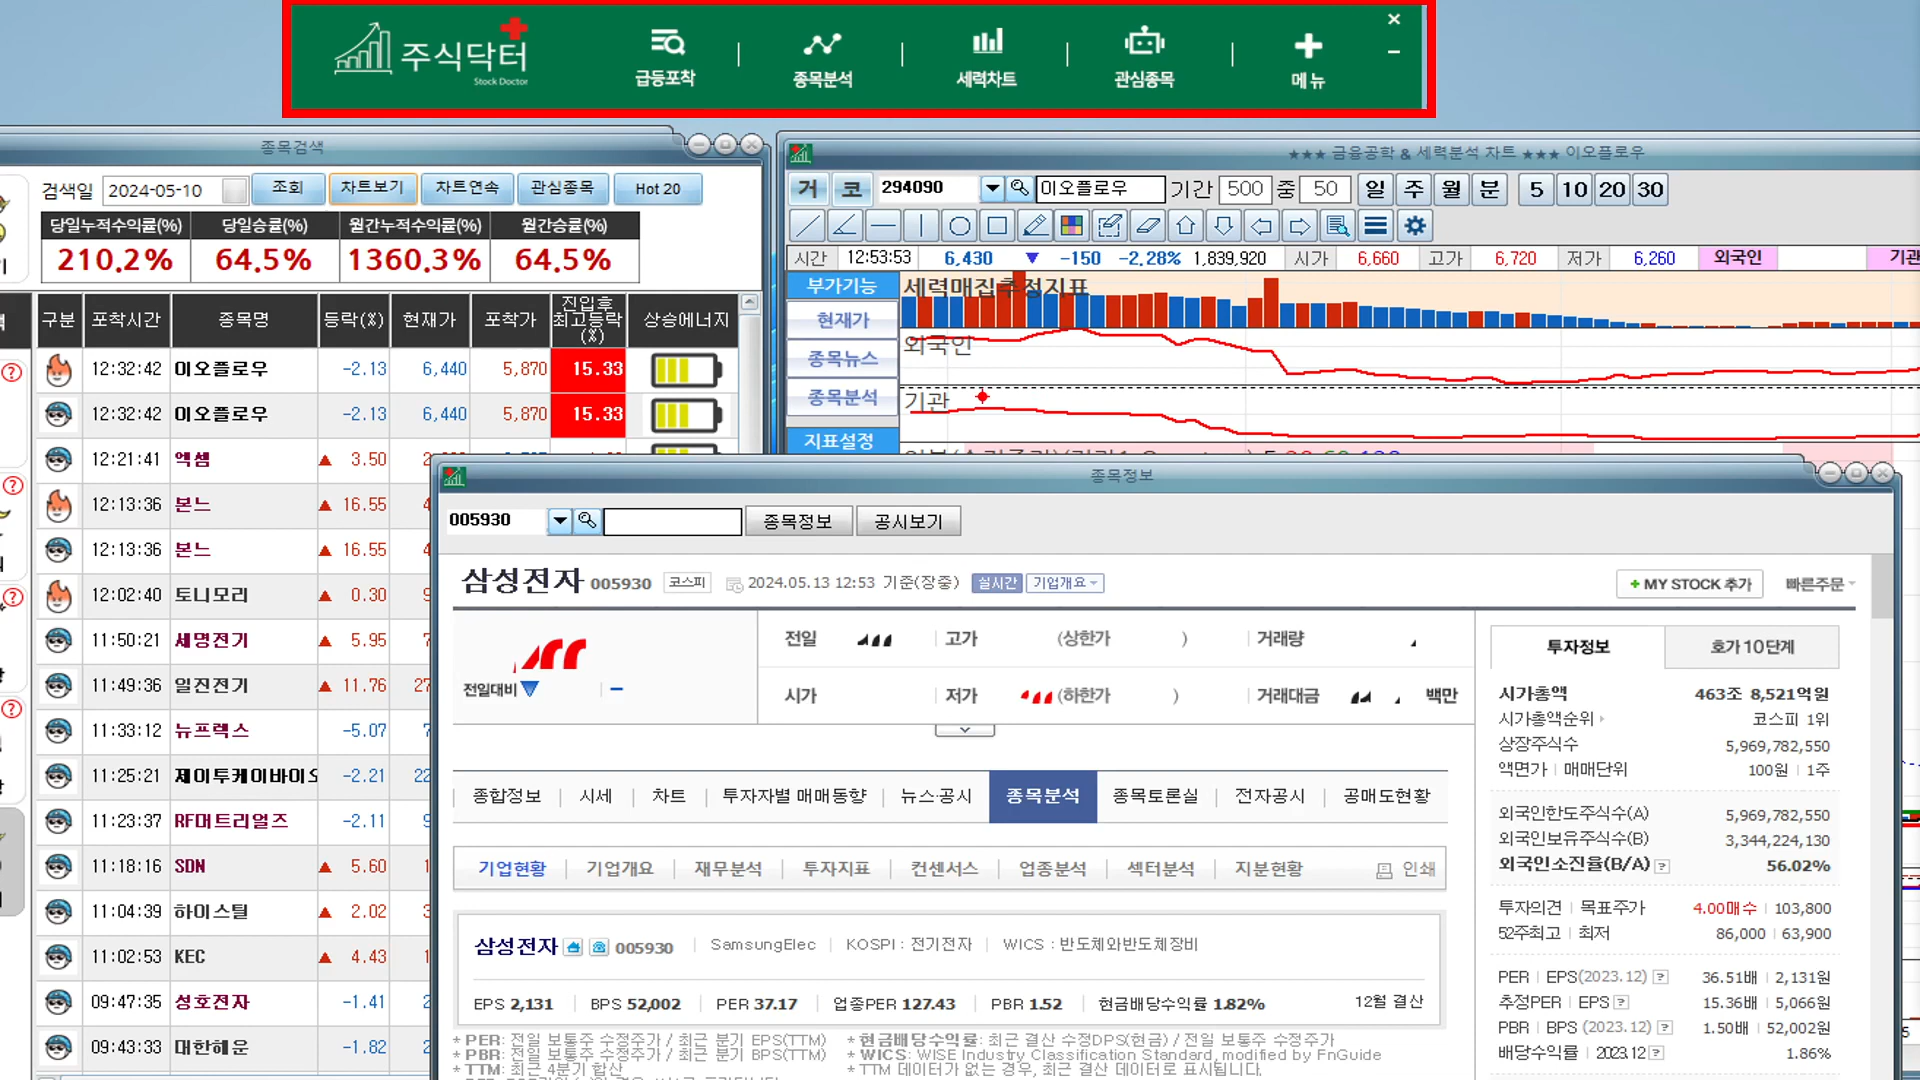 주식닥터
Stock Doctor
급등포착
종목분석
세력차트
관심종목
메뉴
종목검색
검색일 2024-05-10 조회 차트보기 차트연속 관심종목 Hot 20
당일누적수익률(%) 당일승률(%) 월간누적수익률(%) 월간승률(%)
210.2% 64.5% 1360.3% 64.5%
구분 포착시간 종목명 등락(%) 현재가 포착가 진입후 최고등락 (%) 상승에너지
12:32:42 이오플로우 -2.13 6,440 5,870 15.33
12:32:42 이오플로우 -2.13 6,440 5,870 15.33
12:21:41 엑셈 ▲ 3.50
12:13:36 본느 ▲ 16.55
12:13:36 본느 ▲ 16.55
12:02:40 토니모리 ▲ 0.30
11:50:21 세명전기 ▲ 5.95
11:49:36 일진전기 ▲ 11.76
11:33:12 뉴프렉스 -5.07
11:25:21 제이투케이바이오 -2.21
11:23:37 RF머트리얼즈 -2.11
11:18:16 SDN ▲ 5.60
11:04:39 하이스틸 ▲ 2.02
11:02:53 KEC ▲ 4.43
09:47:35 성호전자 -1.41
09:43:33 대한해운 -1.82
★★★ 금융공학 & 세력분석 차트 ★★★ 이오플로우
거 코 294090 이오플로우 기간 500 중 50 일 주 월 분 5 10 20 30
시간 12:53:53 6,430 ▼ -150 -2.28% 1,839,920 시가 6,660 고가 6,720 저가 6,260 외국인 기관
부가기능
현재가
종목뉴스
종목분석
지표설정
세력매집추정지표
외국인
기관
종목정보
005930 종목정보 공시보기
삼성전자 005930 코스피 2024.05.13 12:53 기준(장중) 실시간 기업개요
+ MY STOCK 추가 빠른주문
전일대비 ▼
전일 고가 (상한가 ) 거래량
시가 저가 (하한가 ) 거래대금 백만
종합정보 시세 차트 투자자별 매매동향 뉴스·공시 종목분석 종목토론실 전자공시 공매도현황
기업현황 기업개요 재무분석 투자지표 컨센서스 업종분석 섹터분석 지분현황 인쇄
삼성전자 005930 SamsungElec KOSPI : 전기전자 WICS : 반도체와반도체장비
EPS 2,131 BPS 52,002 PER 37.17 업종PER 127.43 PBR 1.52 현금배당수익률 1.82% 12월 결산
* PER: 전일 보통주 수정주가 / 최근 분기 EPS(TTM)
* PBR: 전일 보통주 수정주가 / 최근 분기 BPS(TTM)
* TTM: 최근 4분기 합산
* 현금배당수익률: 최근 결산 수정DPS(현금) / 전일 보통주 수정주가
* WICS: WISE Industry Classification Standard, modified by FnGuide
* TTM 데이터가 없는 경우, 최근 결산 데이터로 표시됩니다.
투자정보 호가 10단계
시가총액 463조 8,521억원
시가총액순위 코스피 1위
상장주식수 5,969,782,550
액면가 매매단위 100원 1주
외국인한도주식수(A) 5,969,782,550
외국인보유주식수(B) 3,344,224,130
외국인소진율(B/A) ? 56.02%
투자의견 목표주가 4.00매수 103,800
52주최고 최저 86,000 63,900
PER EPS(2023.12) ? 36.51배 2,131원
추정PER EPS ? 15.36배 5,066원
PBR BPS (2023.12) ? 1.50배 52,002원
배당수익률 2023.12 ? 1.86%